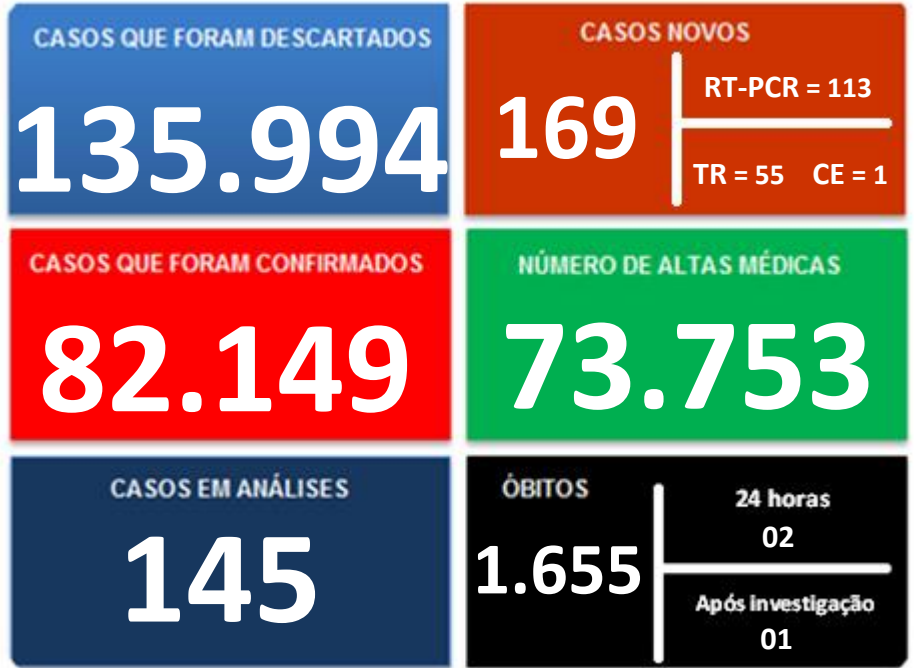 CASOS QUE FORAM DESCARTADOS
135.994
CASOS NOVOS
169
RT-PCR = 113
TR = 55 CE = 1
CASOS QUE FORAM CONFIRMADOS
82.149
NÚMERO DE ALTAS MÉDICAS
73.753
CASOS EM ANÁLISES
145
ÓBITOS
1.655
24 horas
02
Após investigação
01